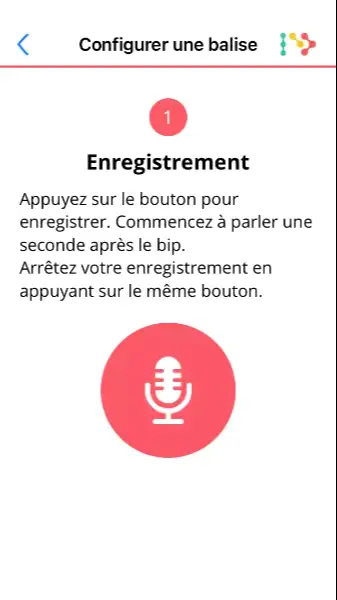 Configurer une balise
1
Enregistrement
Appuyez sur le bouton pour
enregistrer. Commencez à parler une
seconde après le bip.
Arrêtez votre enregistrement en
appuyant sur le même bouton.